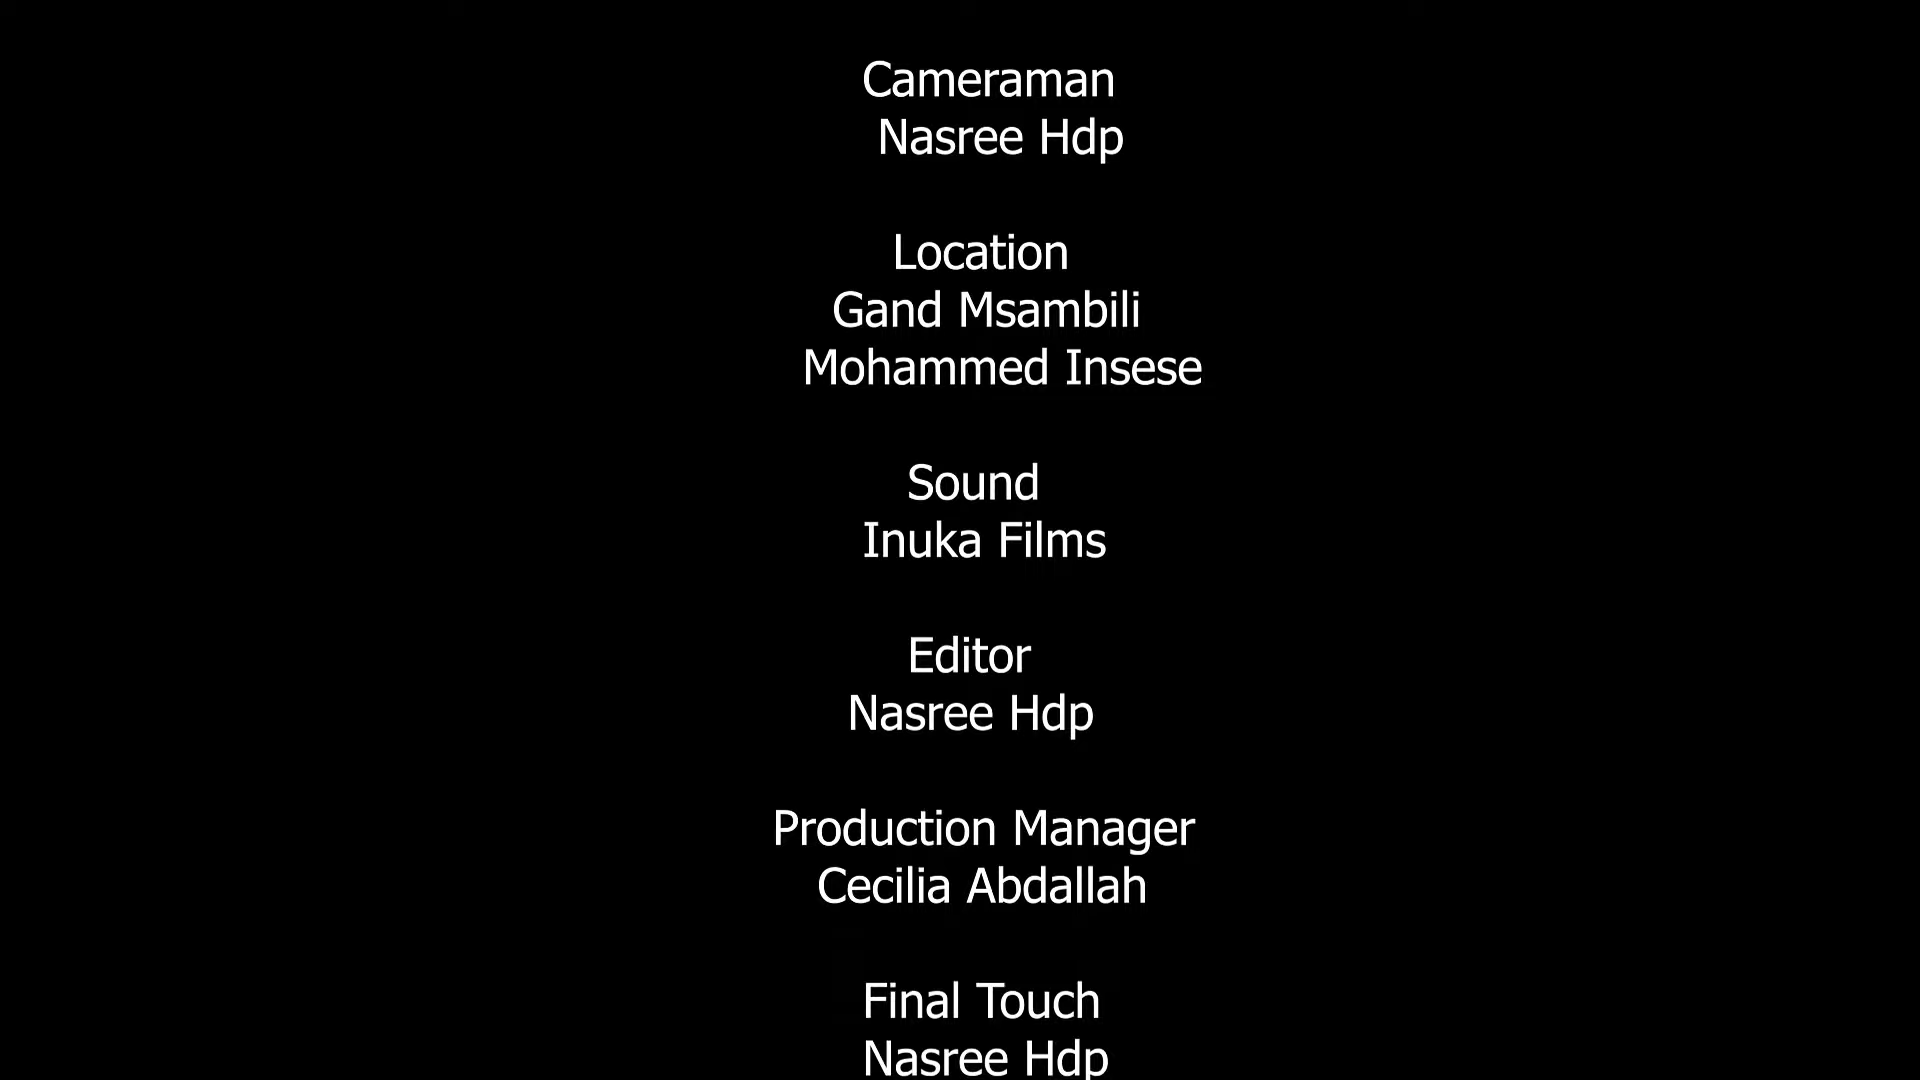 Cameraman
Nasree Hdp
Location
Gand Msambili
Mohammed Insese
Sound
Inuka Films
Editor
Nasree Hdp
Production Manager
Cecilia Abdallah
Final Touch
Nasree Hdp